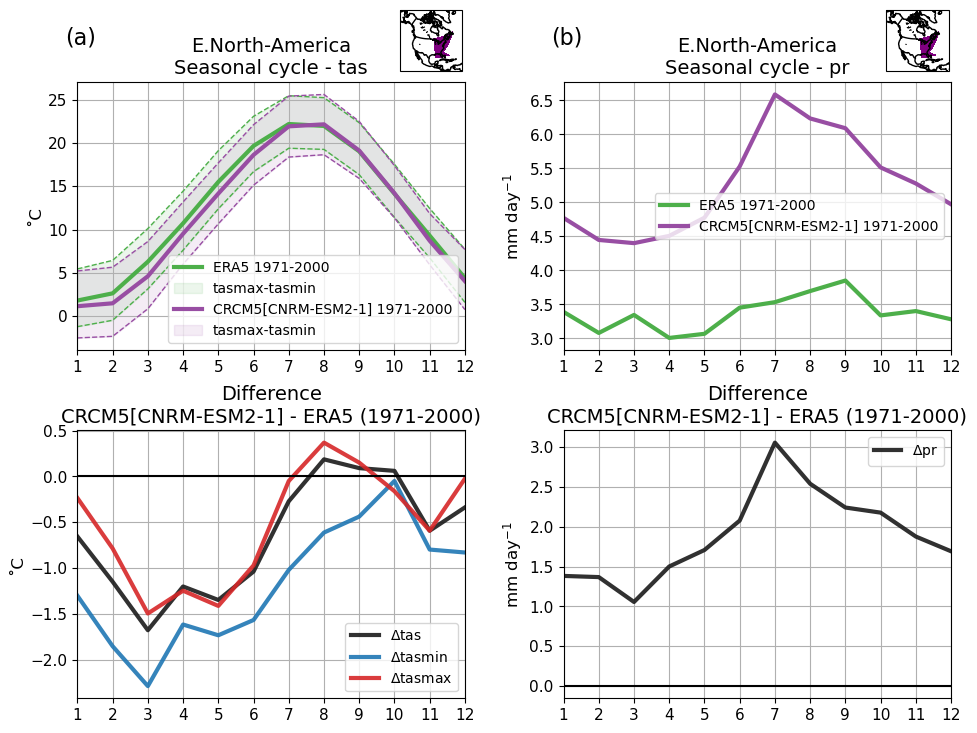 (a)
E.North-America
Seasonal cycle - tas
25
20
15
10
5
0
˚C
ERA5 1971-2000
tasmax-tasmin
CRCM5[CNRM-ESM2-1] 1971-2000
tasmax-tasmin
1 2 3 4 5 6 7 8 9 10 11 12
(b)
E.North-America
Seasonal cycle - pr
6.5
6.0
5.5
5.0
4.5
4.0
3.5
3.0
mm day⁻¹
ERA5 1971-2000
CRCM5[CNRM-ESM2-1] 1971-2000
1 2 3 4 5 6 7 8 9 10 11 12
Difference
CRCM5[CNRM-ESM2-1] - ERA5 (1971-2000)
0.5
0.0
−0.5
−1.0
−1.5
−2.0
˚C
Δtas
Δtasmin
Δtasmax
1 2 3 4 5 6 7 8 9 10 11 12
Difference
CRCM5[CNRM-ESM2-1] - ERA5 (1971-2000)
3.0
2.5
2.0
1.5
1.0
0.5
0.0
mm day⁻¹
Δpr
1 2 3 4 5 6 7 8 9 10 11 12